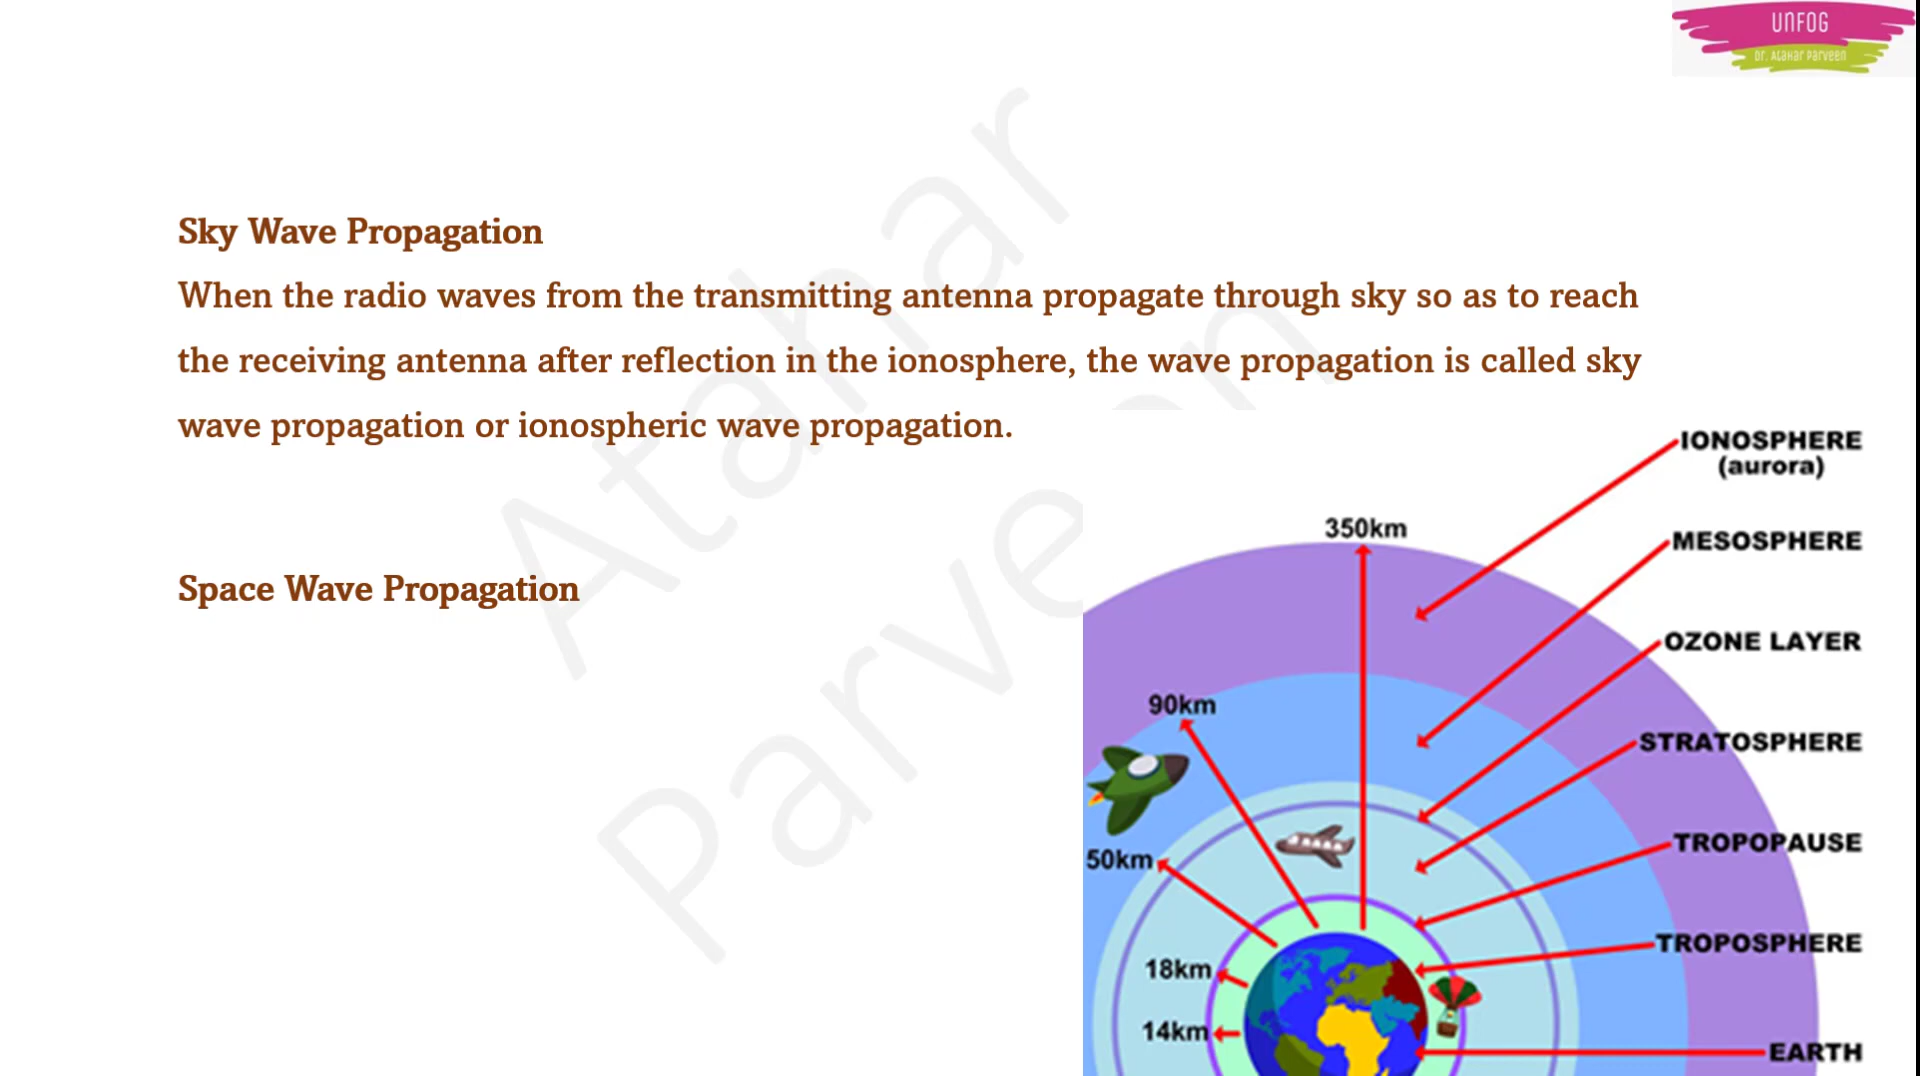 UNFOG
Dr. Atahar Parveen
Sky Wave Propagation
When the radio waves from the transmitting antenna propagate through sky so as to reach
the receiving antenna after reflection in the ionosphere, the wave propagation is called sky
wave propagation or ionospheric wave propagation.
Space Wave Propagation
Atahar
Parveen
IONOSPHERE
(aurora)
350km
MESOSPHERE
OZONE LAYER
90km
STRATOSPHERE
TROPOPAUSE
50km
TROPOSPHERE
18km
14km
EARTH